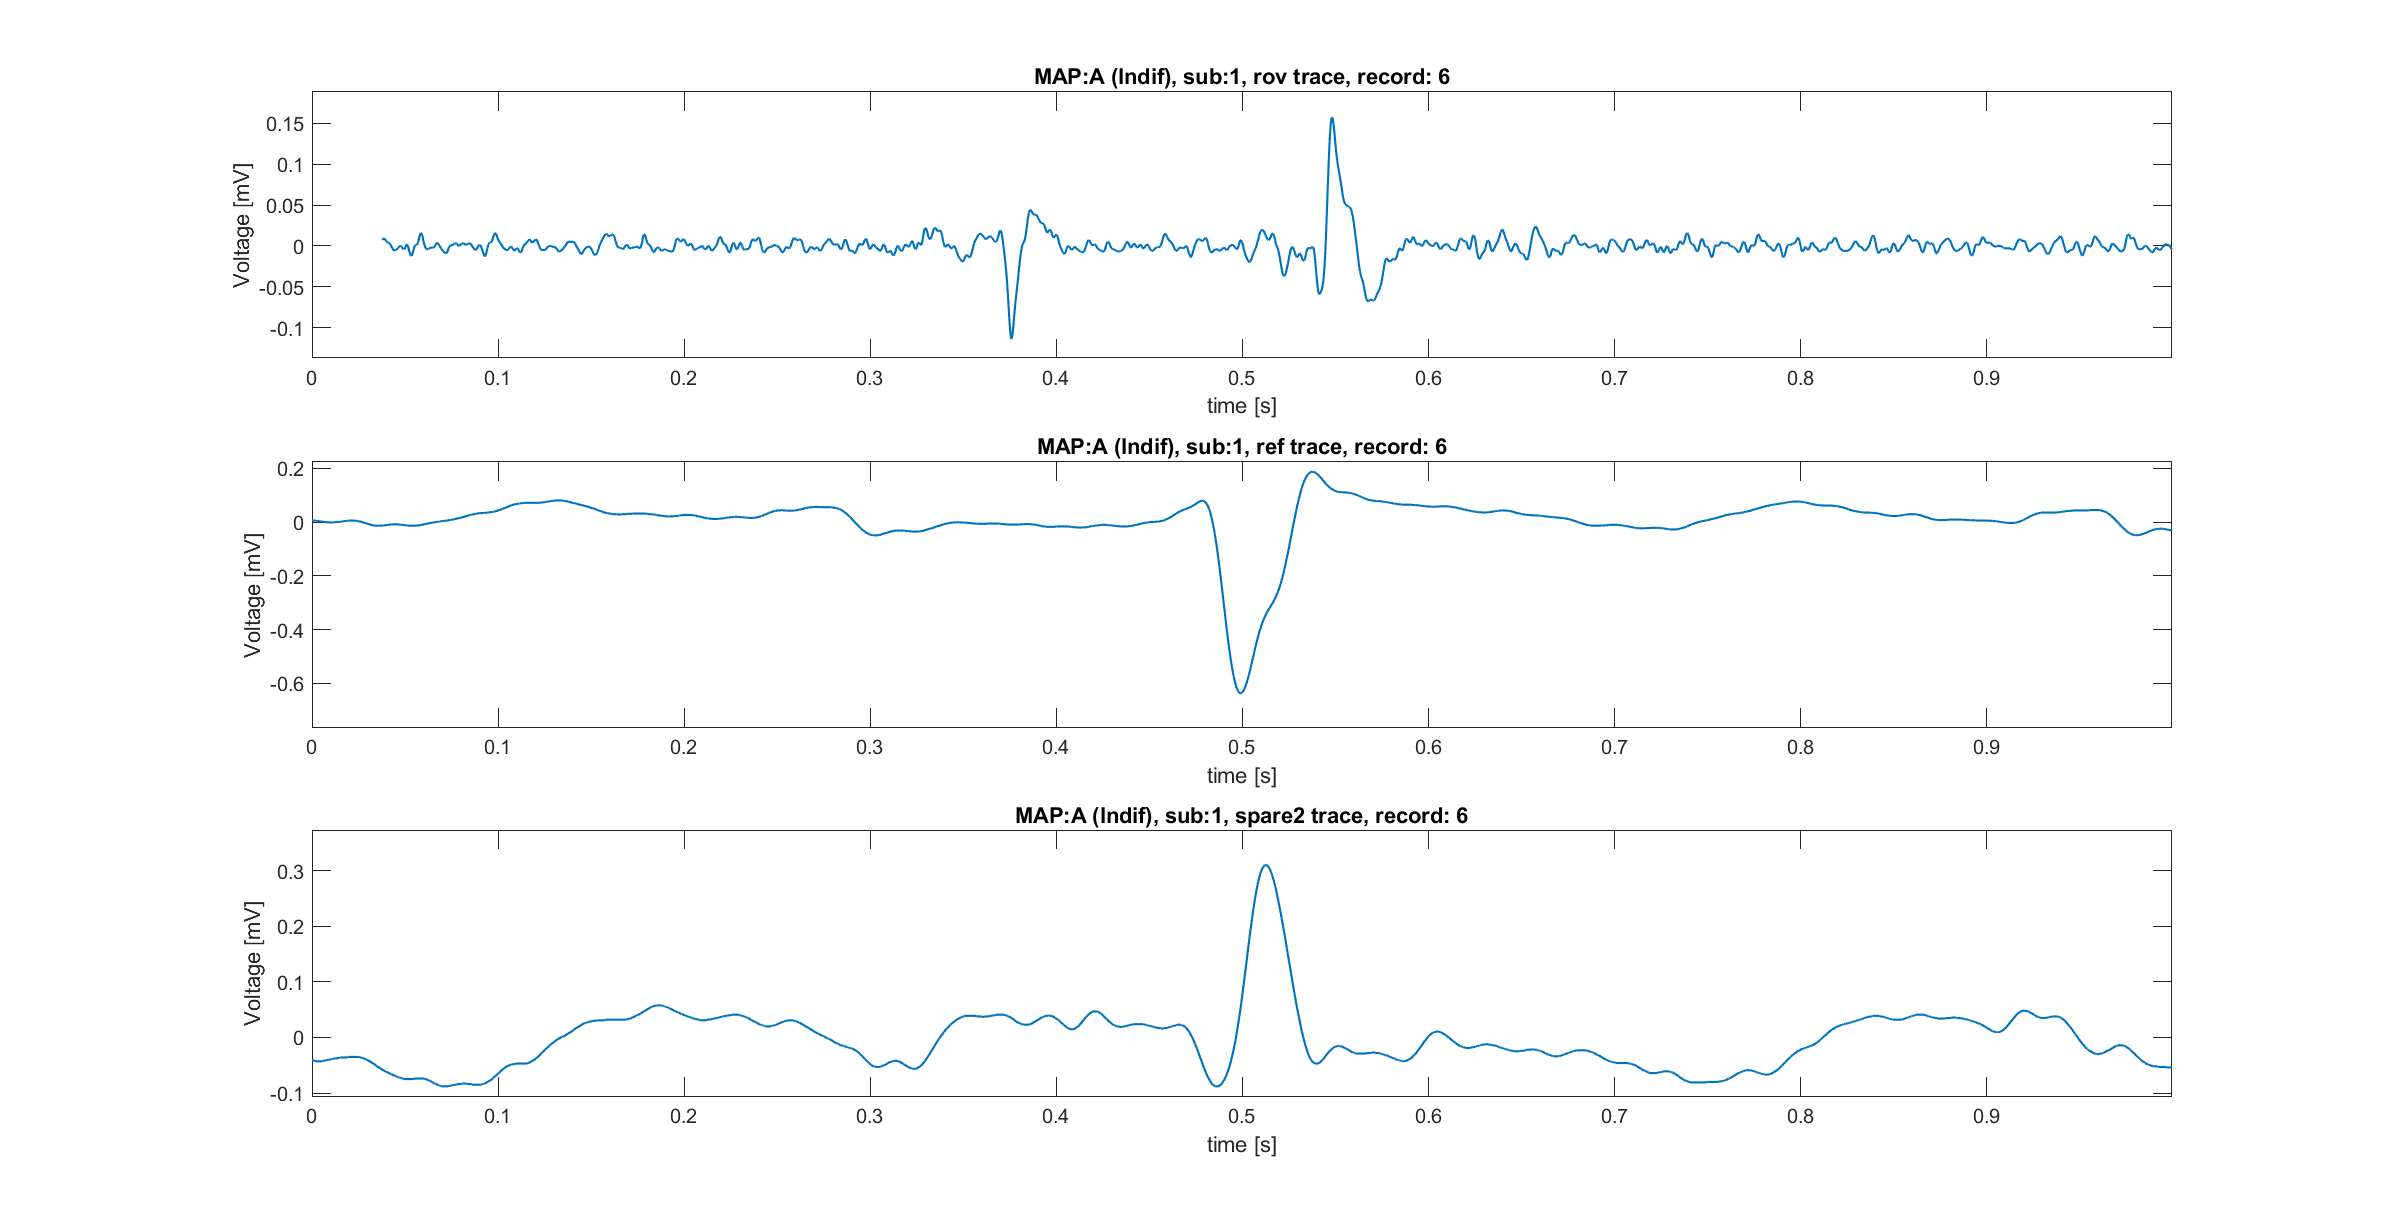 MAP:A (Indif), sub:1, rov trace, record: 6
Voltage [mV]
0.15
0.1
0.05
0
-0.05
-0.1
0 0.1 0.2 0.3 0.4 0.5 0.6 0.7 0.8 0.9
time [s]
MAP:A (Indif), sub:1, ref trace, record: 6
Voltage [mV]
0.2
0
-0.2
-0.4
-0.6
0 0.1 0.2 0.3 0.4 0.5 0.6 0.7 0.8 0.9
time [s]
MAP:A (Indif), sub:1, spare2 trace, record: 6
Voltage [mV]
0.3
0.2
0.1
0
-0.1
0 0.1 0.2 0.3 0.4 0.5 0.6 0.7 0.8 0.9
time [s]